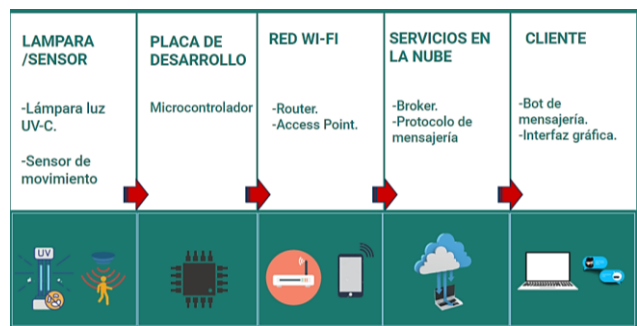 LAMPARA
/SENSOR
-Lámpara luz
UV-C.
-Sensor de
movimiento
PLACA DE
DESARROLLO
Microcontrolador
RED WI-FI
-Router.
-Access Point.
SERVICIOS EN
LA NUBE
-Broker.
-Protocolo de
mensajería
CLIENTE
-Bot de
mensajería.
-Interfaz gráfica.
UV